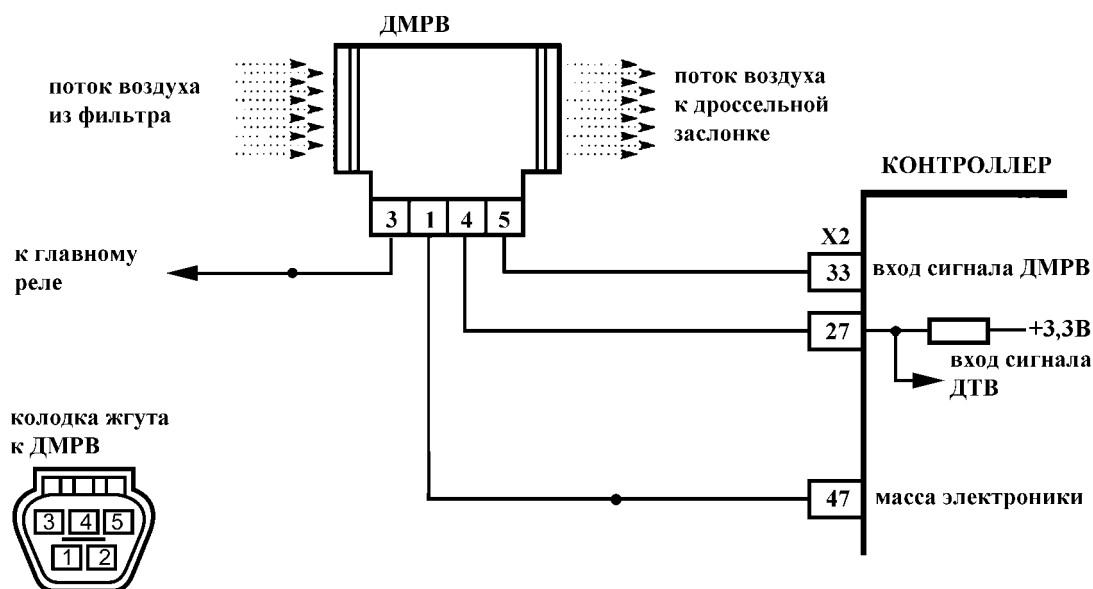 ДМРВ
поток воздуха
из фильтра
поток воздуха
к дроссельной
заслонке
КОНТРОЛЛЕР
3 1 4 5
X2
к главному
реле
33
вход сигнала ДМРВ
27
+3,3В
вход сигнала
ДТВ
колодка жгута
к ДМРВ
3 4 5
1 2
47
масса электроники